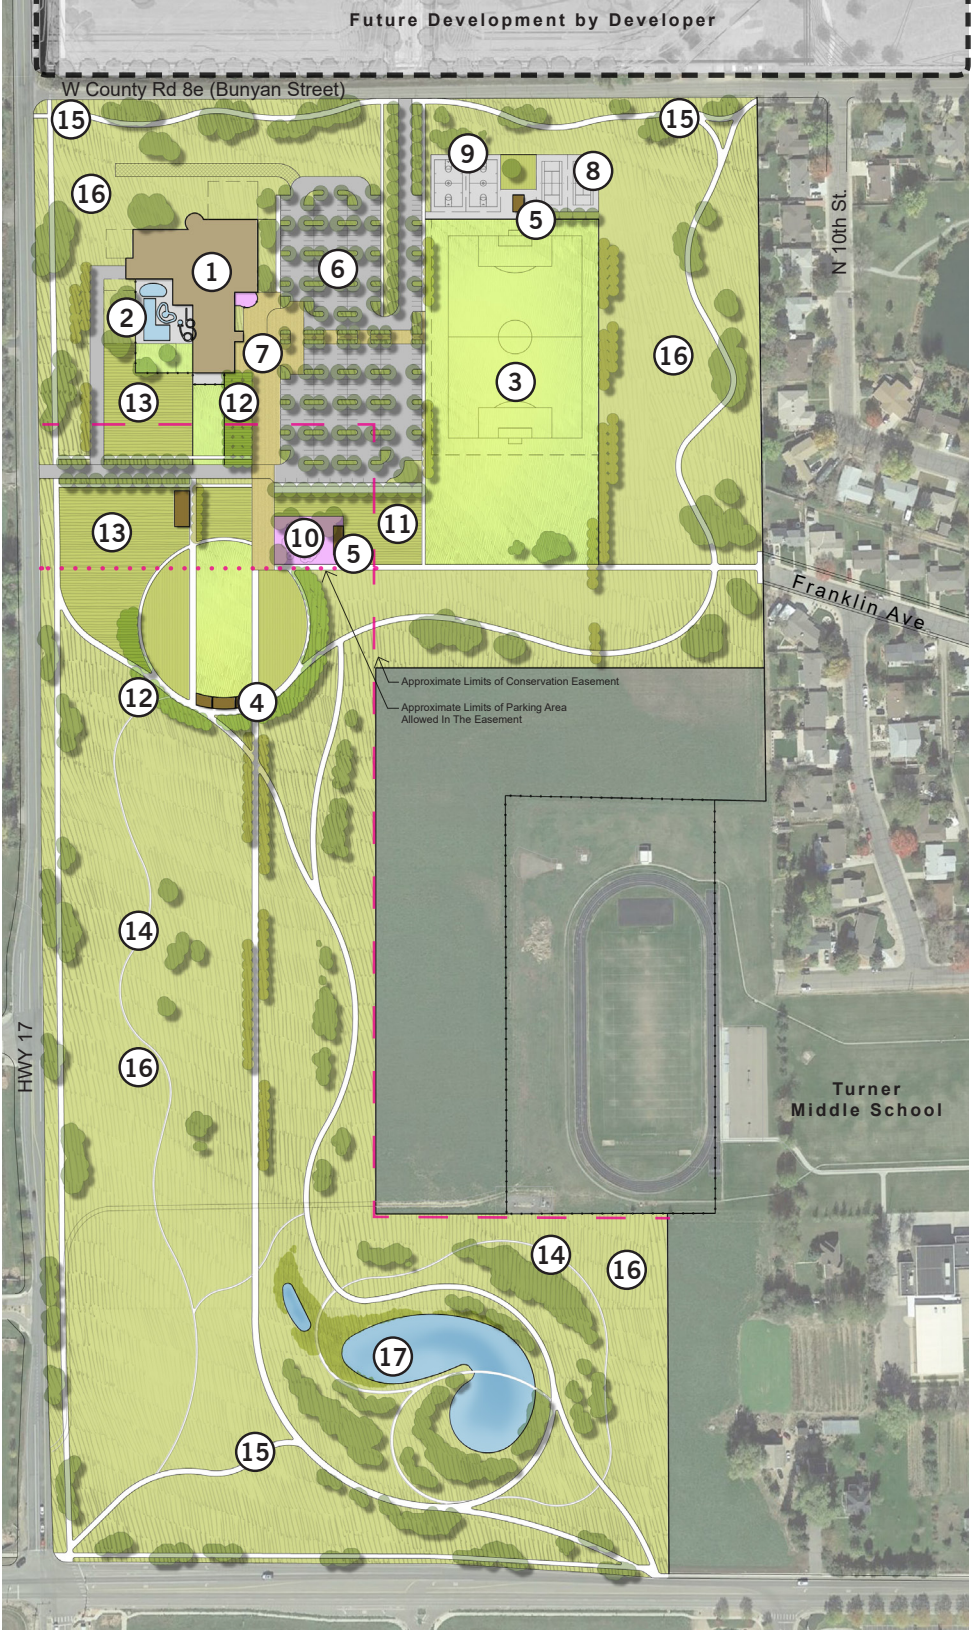 Future Development by Developer
W County Rd 8e (Bunyan Street)
15
15
9
8
16
5
N 10th St.
1
6
2
7
16
3
13
12
11
13
10
5
Franklin Ave
Approximate Limits of Conservation Easement
12
4
Approximate Limits of Parking Area
Allowed In The Easement
14
HWY 17
16
Turner
Middle School
14
16
17
15